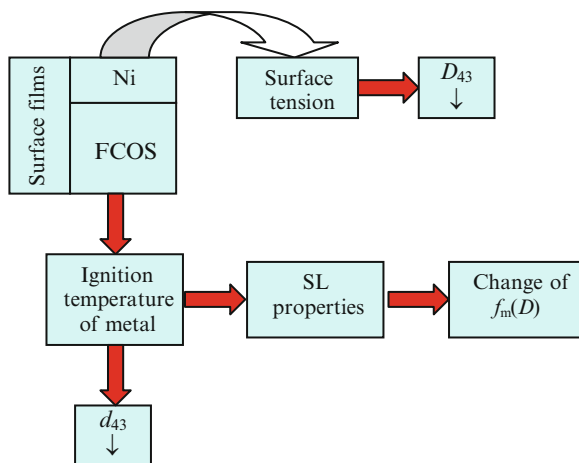 Surface films
Ni
FCOS
Surface
tension
D₄₃
↓
Ignition
temperature
of metal
SL
properties
Change of
fₘ(D)
d₄₃
↓